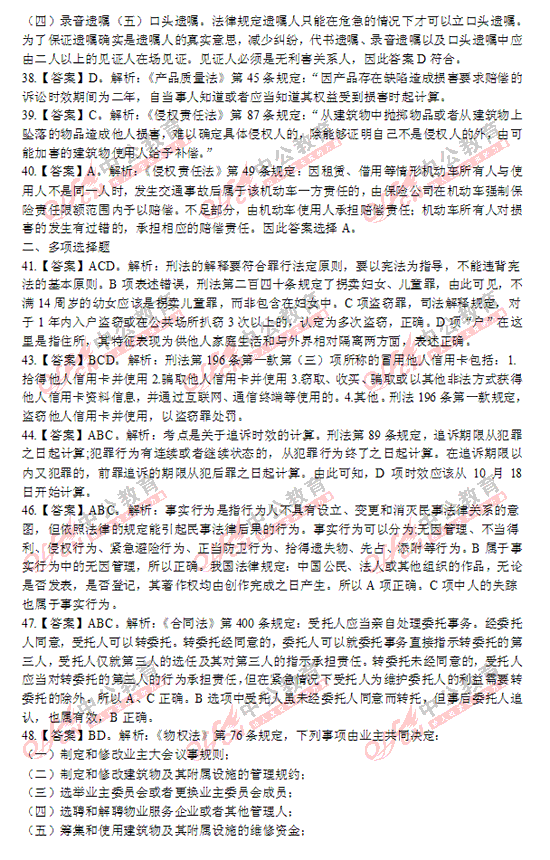 （四）录音遗嘱（五）口头遗嘱。法律规定遗嘱人只能在危急的情况下才可以立口头遗嘱。
为了保证遗嘱确实是遗嘱人的真实意思，减少纠纷，代书遗嘱、录音遗嘱以及口头遗嘱中应
由二人以上的见证人在场见证。见证人必须是无利害关系人，因此答案 D 符合。
38.【答案】D。解析：《产品质量法》第 45 条规定：“因产品存在缺陷造成损害要求赔偿的
诉讼时效期间为二年，自当事人知道或者应当知道其权益受到损害时起计算。
39.【答案】C。解析：《侵权责任法》第 87 条规定：“从建筑物中抛掷物品或者从建筑物上
坠落的物品造成他人损害，难以确定具体侵权人的，除能够证明自己不是侵权人的外，由可
能加害的建筑物使用人给予补偿。”
40.【答案】A。解析：《侵权责任法》第 49 条规定：因租赁、借用等情形机动车所有人与使
用人不是同一人时，发生交通事故后属于该机动车一方责任的，由保险公司在机动车强制保
险责任限额范围内予以赔偿。不足部分，由机动车使用人承担赔偿责任；机动车所有人对损
害的发生有过错的，承担相应的赔偿责任。因此答案选择 A。
二、多项选择题
41.【答案】ACD。解析：刑法的解释要符合罪行法定原则，要以宪法为指导，不能违背宪
法的基本原则。B 项表述错误，刑法第二百四十条规定了拐卖妇女、儿童罪，由此可见，不
满 14 周岁的幼女应该是拐卖儿童罪，而非包含在妇女中。C 项盗窃罪，司法解释规定，对
于 1 年内入户盗窃或在公共场所扒窃 3 次以上的，认定为多次盗窃，正确。D 项“户”在这
里是指住所，其特征表现为供他人家庭生活和与外界相对隔离两方面，表述正确。
43.【答案】BCD。解析：刑法第 196 条第一款第（三）项所称的冒用他人信用卡包括：1.
拾得他人信用卡并使用 2.骗取他人信用卡并使用 3.窃取、收买、骗取或以其他非法方式获得
他人信用卡资料信息，并通过互联网、通信终端等使用的。4.其他。刑法 196 条第一款规定，
盗窃他人信用卡并使用，以盗窃罪处罚。
44.【答案】ABC。解析：考点是关于追诉时效的计算。刑法第 89 条规定，追诉期限从犯罪
之日起计算;犯罪行为有连续或者继续状态的，从犯罪行为终了之日起计算。在追诉期限以
内又犯罪的，前罪追诉的期限从犯后罪之日起计算。由此可知，D 项时效应该从 10 月 18
日开始计算。
46.【答案】ABC。解析：事实行为是指行为人不具有设立、变更和消灭民事法律关系的意
图，但依照法律的规定能引起民事法律后果的行为。事实行为可以分为:无因管理、不当得
利、侵权行为、紧急避险行为、正当防卫行为、拾得遗失物、先占、添附等行为。B 属于事
实行为中的无因管理，所以正确。我国法律规定：中国公民、法人或其他组织的作品，无论
是否发表，是否登记，其著作权均由创作完成之日产生。所以 A 项正确。C 项中人的失踪
也属于事实行为。
47.【答案】ABC。解析：《合同法》第 400 条规定：受托人应当亲自处理委托事务。经委托
人同意，受托人可以转委托。转委托经同意的，委托人可以就委托事务直接指示转委托的第
三人，受托人仅就第三人的选任及其对第三人的指示承担责任。转委托未经同意的，受托人
应当对转委托的第三人的行为承担责任,但在紧急情况下受托人为维护委托人的利益需要转
委托的除外。所以 A、C 正确。B 选项中受托人虽未经委托人同意而转托，但事后委托人追
认，也属有效，B 正确。
48.【答案】BD。解析：《物权法》第 76 条规定，下列事项由业主共同决定：
（一）制定和修改业主大会议事规则；
（二）制定和修改建筑物及其附属设施的管理规约；
（三）选举业主委员会或者更换业主委员会成员；
（四）选聘和解聘物业服务企业或者其他管理人；
（五）筹集和使用建筑物及其附属设施的维修资金；